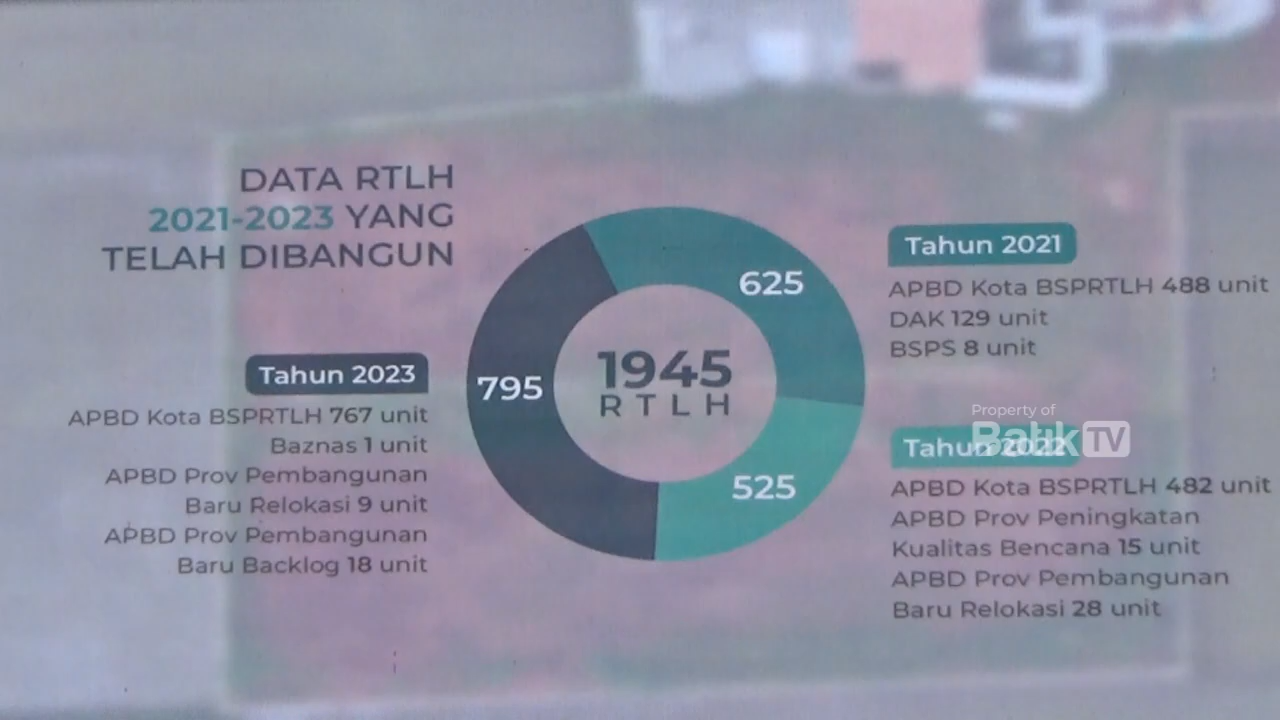 DATA RTLH
2021-2023 YANG
TELAH DIBANGUN
Tahun 2023
APBD Kota BSPRTLH 767 unit
Baznas 1 unit
APBD Prov Pembangunan
Baru Relokasi 9 unit
APBD Prov Pembangunan
Baru Backlog 18 unit
795
625
525
1945
RTLH
Tahun 2021
APBD Kota BSPRTLH 488 unit
DAK 129 unit
BSPS 8 unit
Property of
Batik TV
Tahun 2022
APBD Kota BSPRTLH 482 unit
APBD Prov Peningkatan
Kualitas Bencana 15 unit
APBD Prov Pembangunan
Baru Relokasi 28 unit